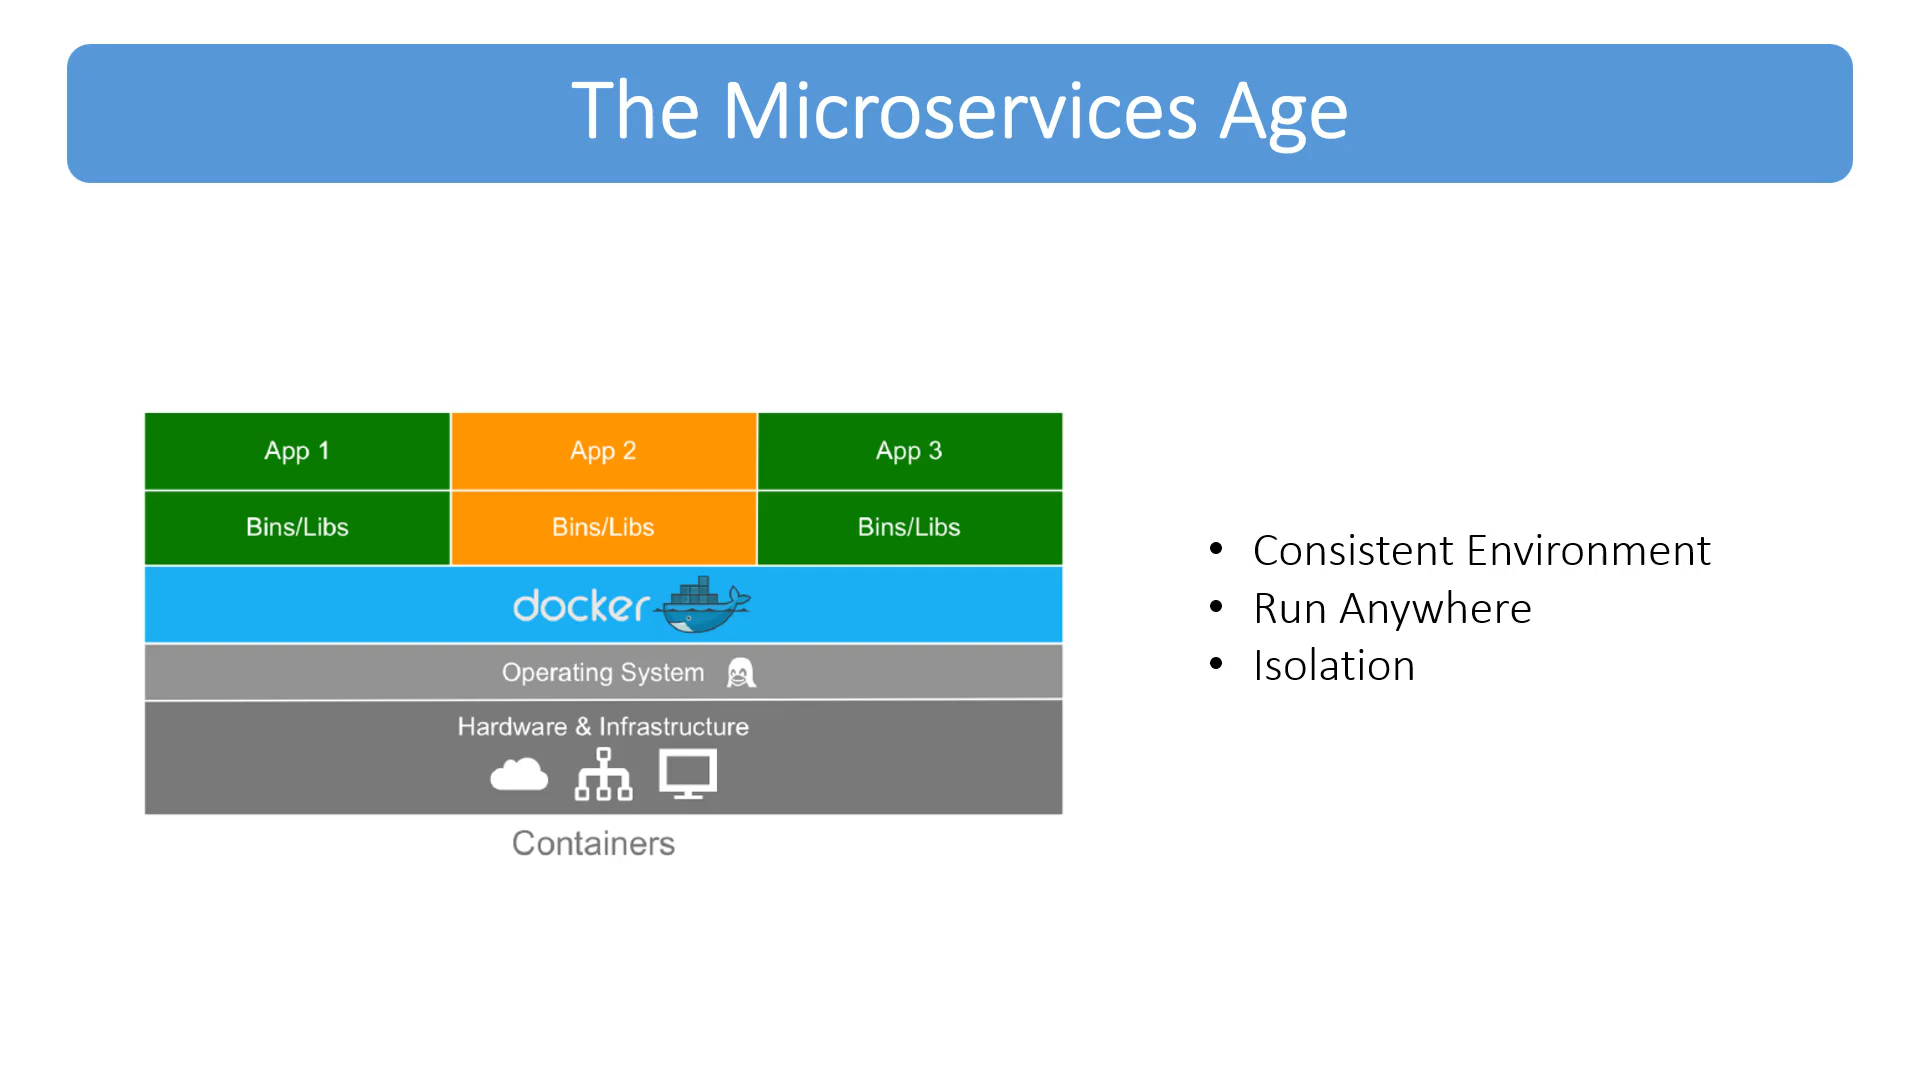 The Microservices Age
App 1
App 2
App 3
Bins/Libs
Bins/Libs
Bins/Libs
docker
Operating System
Hardware & Infrastructure
Containers
• Consistent Environment
• Run Anywhere
• Isolation